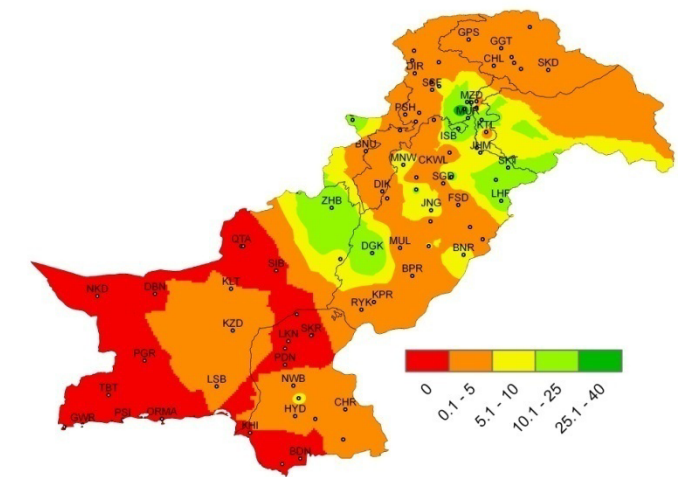 GPS
GGT
CHL
SKD
DIR
MZD
PSH
MUR
KTL
ISB
BNU
JHM
MNW
CKWL
DIK
SGD
LHR
ZHB
JNG
FSD
QTA
DGK
MUL
BNR
SIB
BPR
NKD
DBN
KLT
KPR
RYK
KZD
LKN
SKR
PGR
PDN
TBT
LSB
NWB
GWR
PSI
ORMA
HYD
CHR
KHI
BDN
0
0.1 - 5
5.1 - 10
10.1 - 25
25.1 - 40